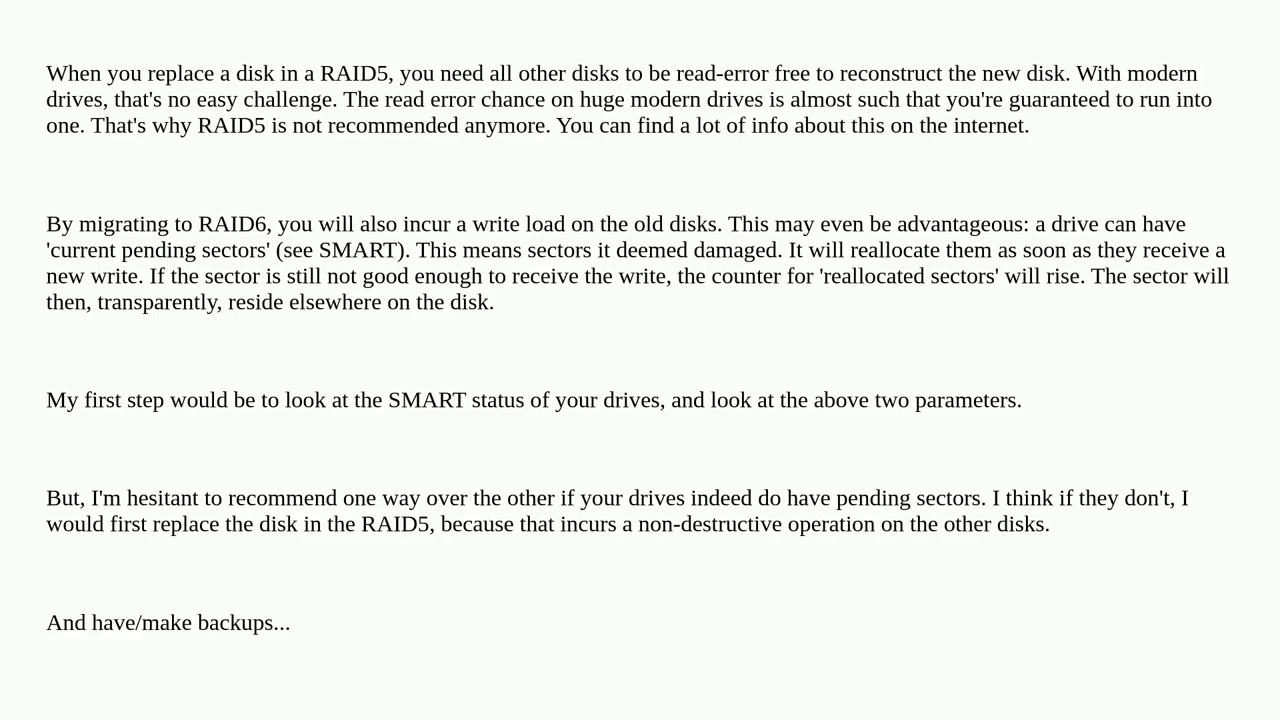 When you replace a disk in a RAID5, you need all other disks to be read-error free to reconstruct the new disk. With modern
drives, that's no easy challenge. The read error chance on huge modern drives is almost such that you're guaranteed to run into
one. That's why RAID5 is not recommended anymore. You can find a lot of info about this on the internet.
By migrating to RAID6, you will also incur a write load on the old disks. This may even be advantageous: a drive can have
'current pending sectors' (see SMART). This means sectors it deemed damaged. It will reallocate them as soon as they receive a
new write. If the sector is still not good enough to receive the write, the counter for 'reallocated sectors' will rise. The sector will
then, transparently, reside elsewhere on the disk.
My first step would be to look at the SMART status of your drives, and look at the above two parameters.
But, I'm hesitant to recommend one way over the other if your drives indeed do have pending sectors. I think if they don't, I
would first replace the disk in the RAID5, because that incurs a non-destructive operation on the other disks.
And have/make backups...